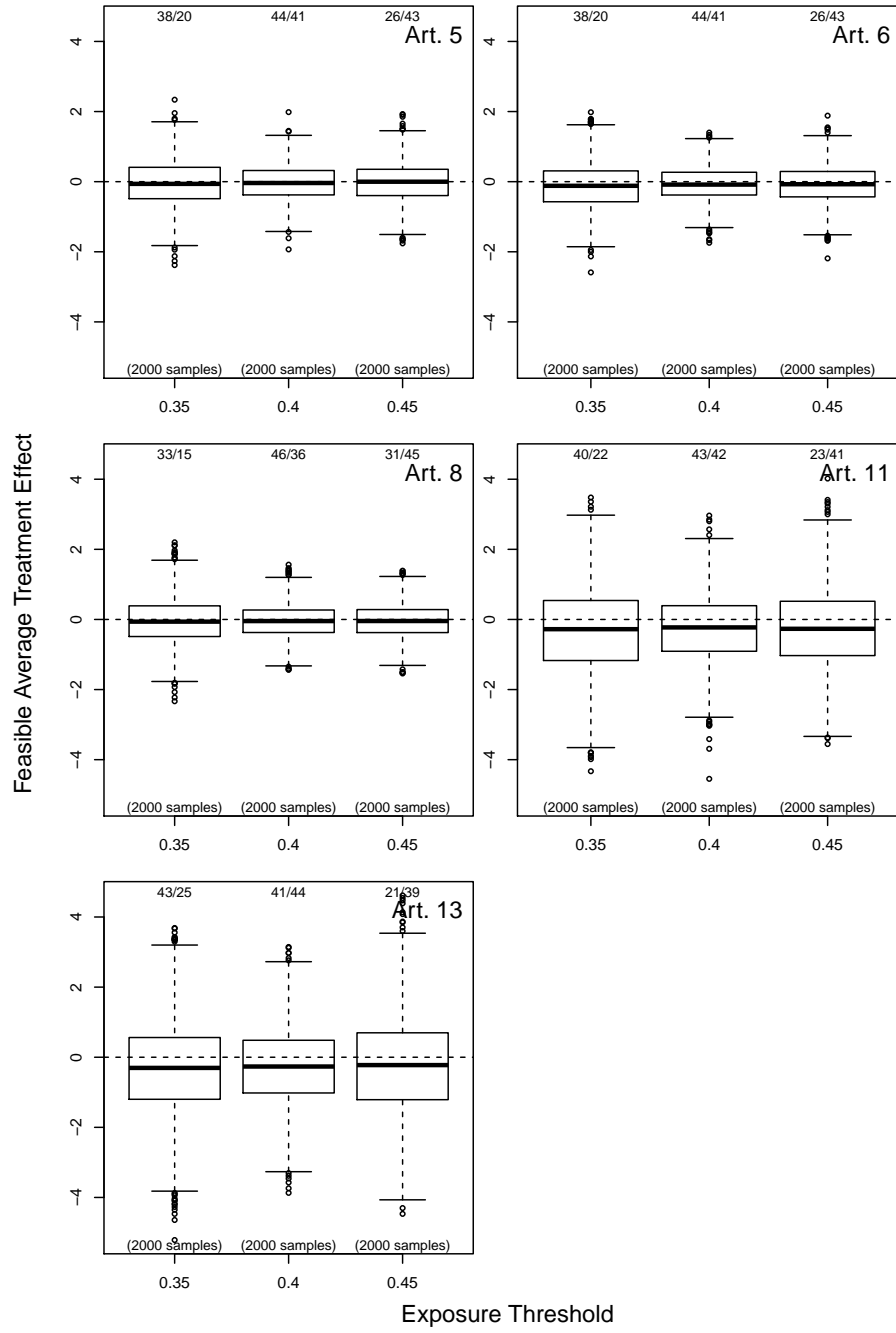 38/20 44/41 26/43
Art. 5
4
2
0
−2
−4
(2000 samples) (2000 samples) (2000 samples)
0.35 0.4 0.45
38/20 44/41 26/43
Art. 6
4
2
0
−2
−4
(2000 samples) (2000 samples) (2000 samples)
0.35 0.4 0.45
Feasible Average Treatment Effect
33/15 46/36 31/45
Art. 8
4
2
0
−2
−4
(2000 samples) (2000 samples) (2000 samples)
0.35 0.4 0.45
40/22 43/42 23/41
Art. 11
4
2
0
−2
−4
(2000 samples) (2000 samples) (2000 samples)
0.35 0.4 0.45
43/25 41/44 21/39
Art. 13
4
2
0
−2
−4
(2000 samples) (2000 samples) (2000 samples)
0.35 0.4 0.45
Exposure Threshold